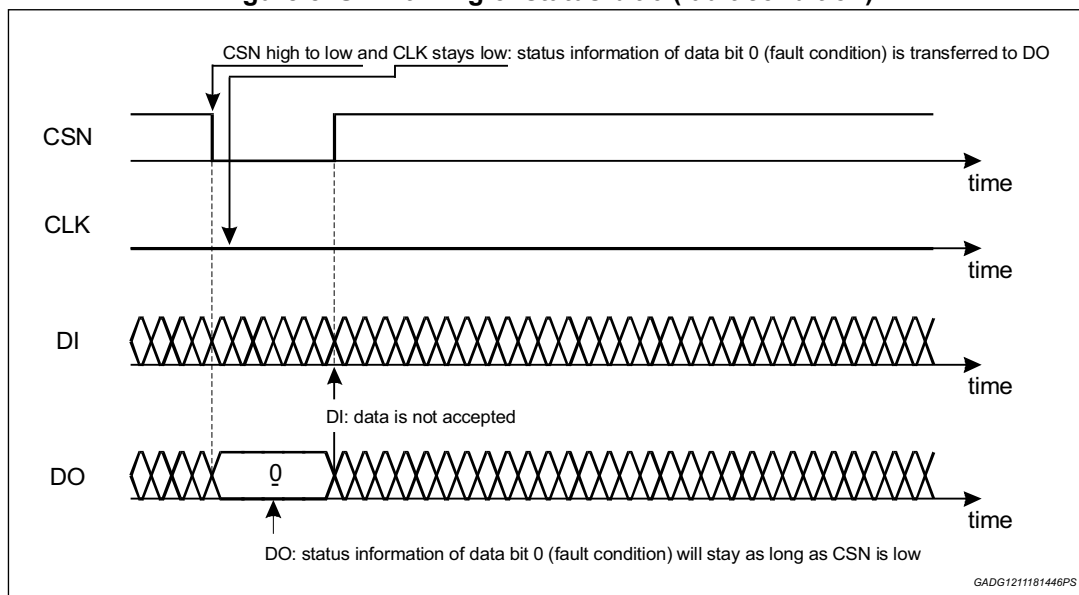 CSN high to low and CLK stays low: status information of data bit 0 (fault condition) is transferred to DO
CSN
time
CLK
time
DI
time
DI: data is not accepted
DO
0
time
DO: status information of data bit 0 (fault condition) will stay as long as CSN is low
GADG1211181446PS